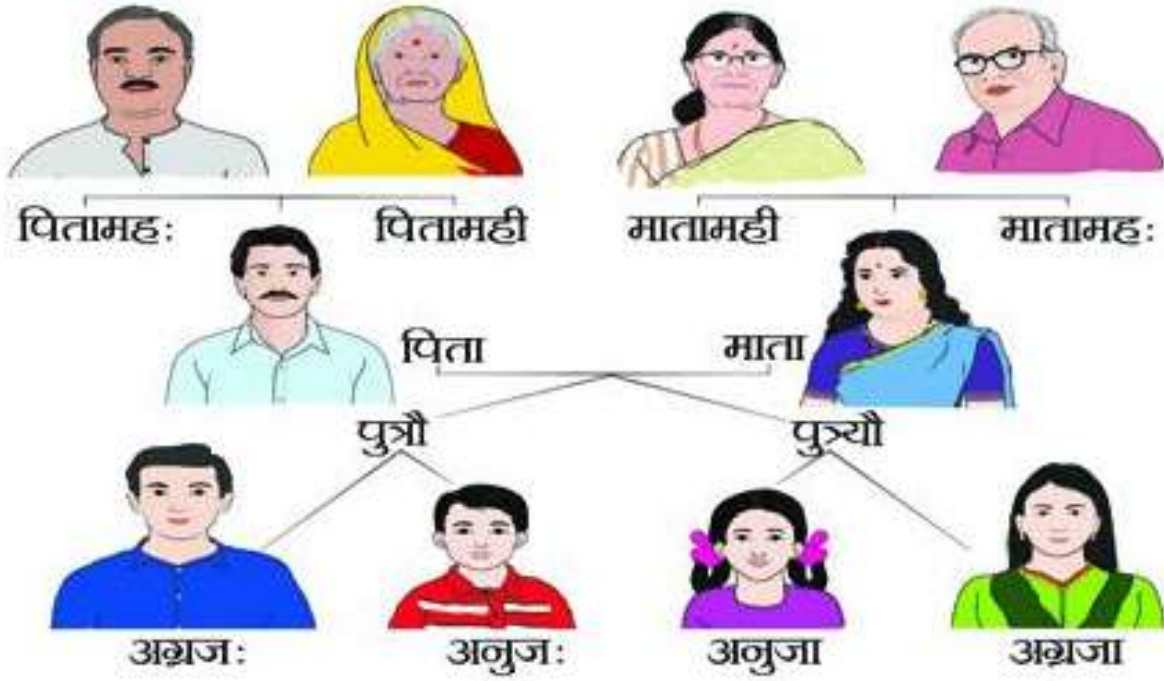 पितामहः पितामही मातामही मातामहः
पिता माता
पुत्रौ पुत्र्यौ
अग्रजः अनुजः अनुजा अग्रजा